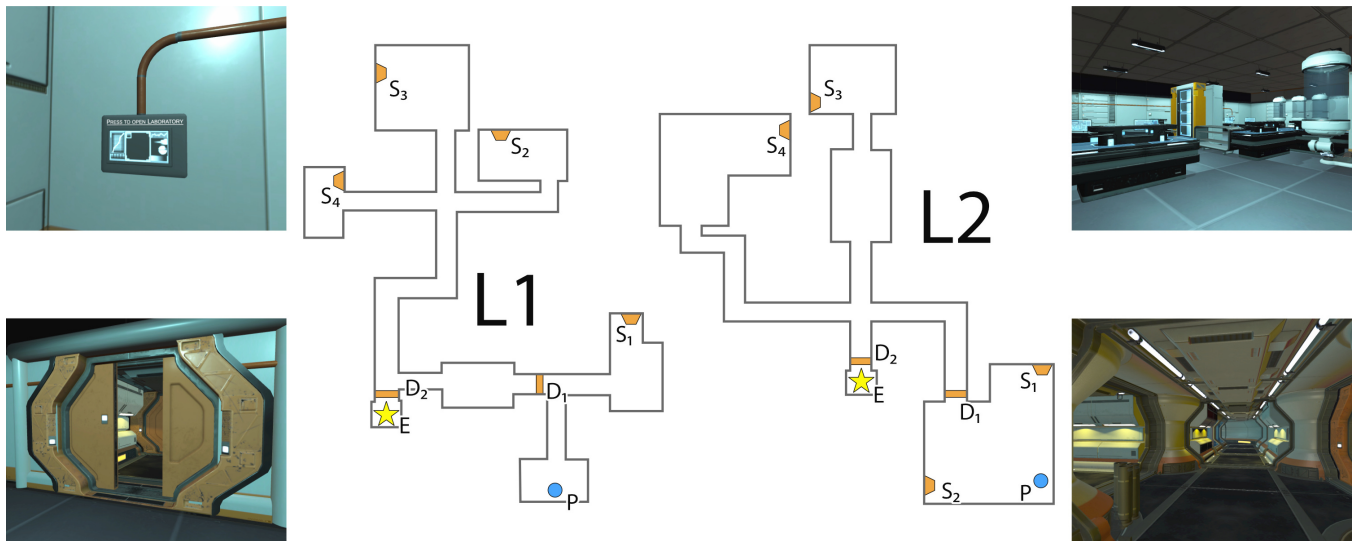 PRESS TO OPEN LABORATORY
S3
S2
S4
L1
S1
D1
D2
E
P
S3
S4
L2
D2
E
S1
D1
S2
P